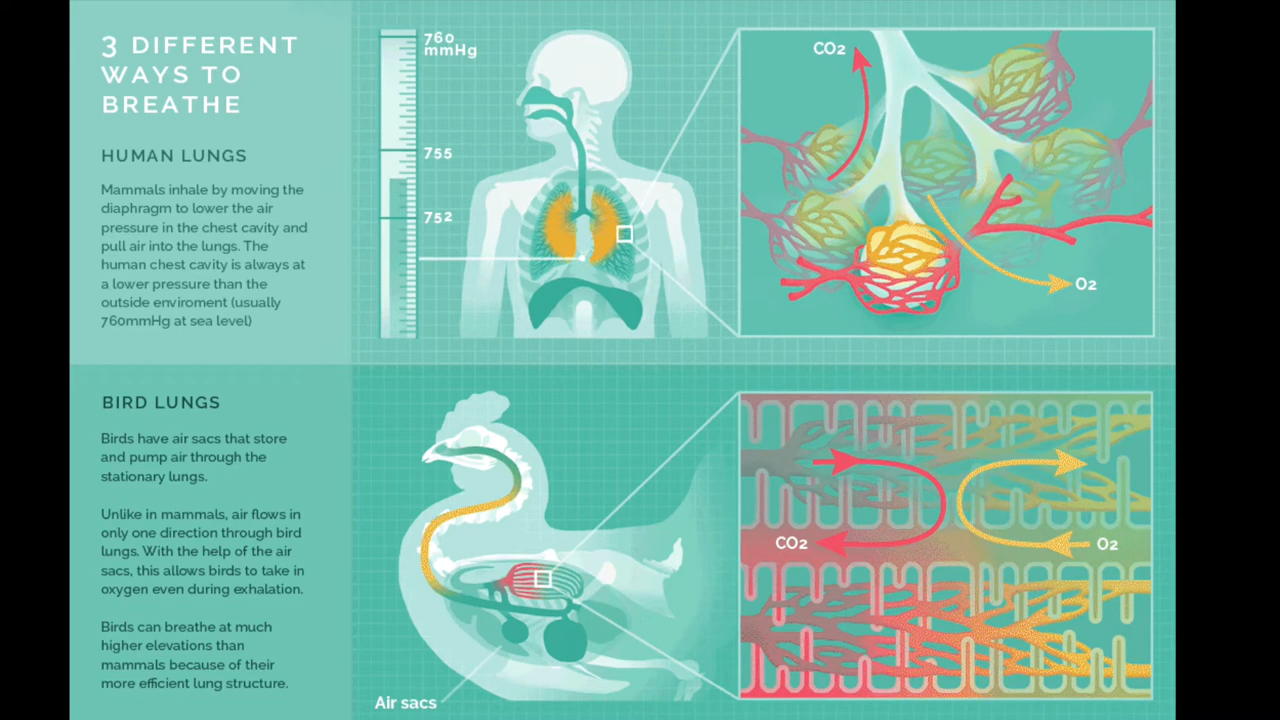 3 DIFFERENT
WAYS TO
BREATHE
HUMAN LUNGS
Mammals inhale by moving the
diaphragm to lower the air
pressure in the chest cavity and
pull air into the lungs. The
human chest cavity is always at
a lower pressure than the
outside enviroment (usually
760mmHg at sea level)
760
mmHg
755
752
CO2
O2
BIRD LUNGS
Birds have air sacs that store
and pump air through the
stationary lungs.
Unlike in mammals, air flows in
only one direction through bird
lungs. With the help of the air
sacs, this allows birds to take in
oxygen even during exhalation.
Birds can breathe at much
higher elevations than
mammals because of their
more efficient lung structure.
Air sacs
CO2
O2